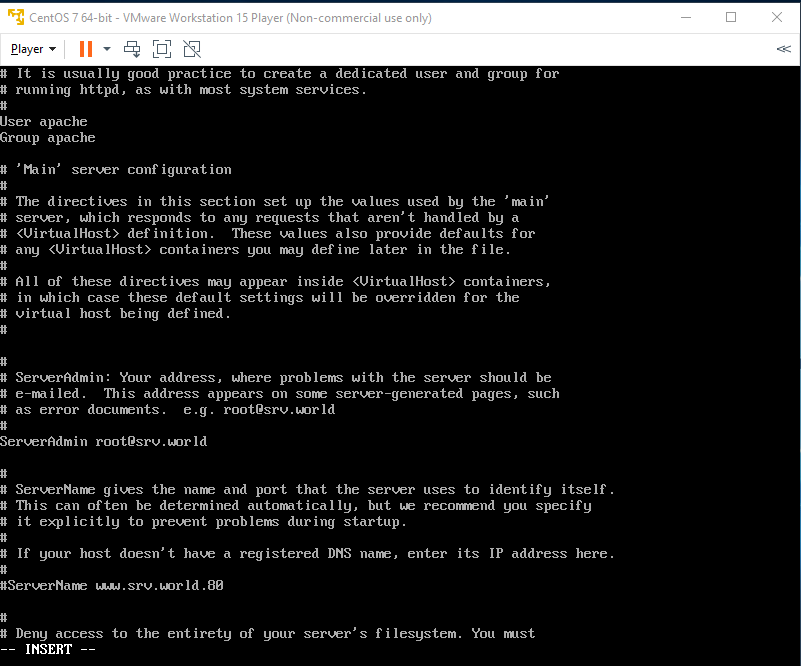 CentOS 7 64-bit - VMware Workstation 15 Player (Non-commercial use only)
Player
# It is usually good practice to create a dedicated user and group for
# running httpd, as with most system services.
#
User apache
Group apache
# 'Main' server configuration
#
# The directives in this section set up the values used by the 'main'
# server, which responds to any requests that aren't handled by a
# <VirtualHost> definition.  These values also provide defaults for
# any <VirtualHost> containers you may define later in the file.
#
# All of these directives may appear inside <VirtualHost> containers,
# in which case these default settings will be overridden for the
# virtual host being defined.
#
#
# ServerAdmin: Your address, where problems with the server should be
# e-mailed.  This address appears on some server-generated pages, such
# as error documents.  e.g. root@srv.world
#
ServerAdmin root@srv.world
#
# ServerName gives the name and port that the server uses to identify itself.
# This can often be determined automatically, but we recommend you specify
# it explicitly to prevent problems during startup.
#
# If your host doesn't have a registered DNS name, enter its IP address here.
#
#ServerName www.srv.world.80
#
# Deny access to the entirety of your server's filesystem. You must
-- INSERT --